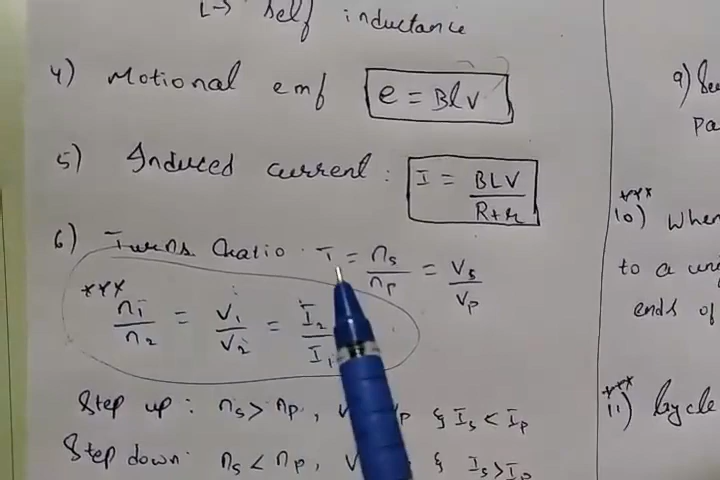 L→ Self inductance
4) Motional emf e = Blv
5) Induced current : I = BLV / R+r
6) Turns Ratio : T = ns/np = Vs/Vp
*** n1/n2 = V1/V2 = I2/I1
Step up : ns > np, V p & Is < Ip
Step down: ns < np, V & Is > Ip
9)
Pa
***
10) When
to a uni
ends of
***
11) Cycle